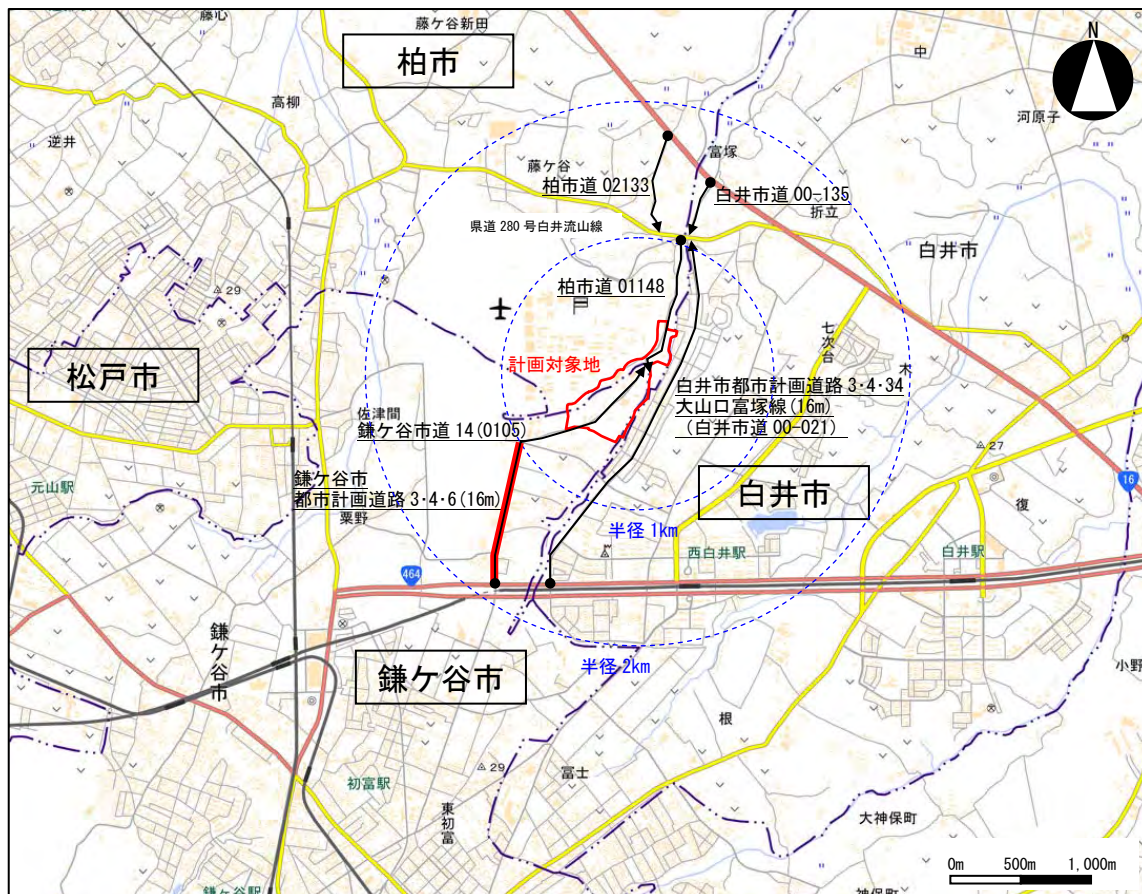 藤心
藤ケ谷新田
柏市
N
中
高柳
河原子
逆井
藤ケ谷
富塚
柏市道 02133
白井市道 00-135
折立
県道 280 号白井流山線
白井市
29
柏市道 01148
計画対象地
七次台
木
松戸市
白井市都市計画道路 3・4・34
大山口富塚線(16m)
(白井市道 00-021)
佐津間
鎌ケ谷市道 14(0105)
27
元山駅
鎌ケ谷市
都市計画道路 3・4・6(16m)
粟野
白井市
16
復
半径 1km
西白井駅
白井駅
464
鎌ケ谷市
鎌ケ谷市
半径 2km
小野
根
29
冨士
初富駅
東初富
大神保町
0m 500m 1,000m
鎌ケ谷駅
神保町